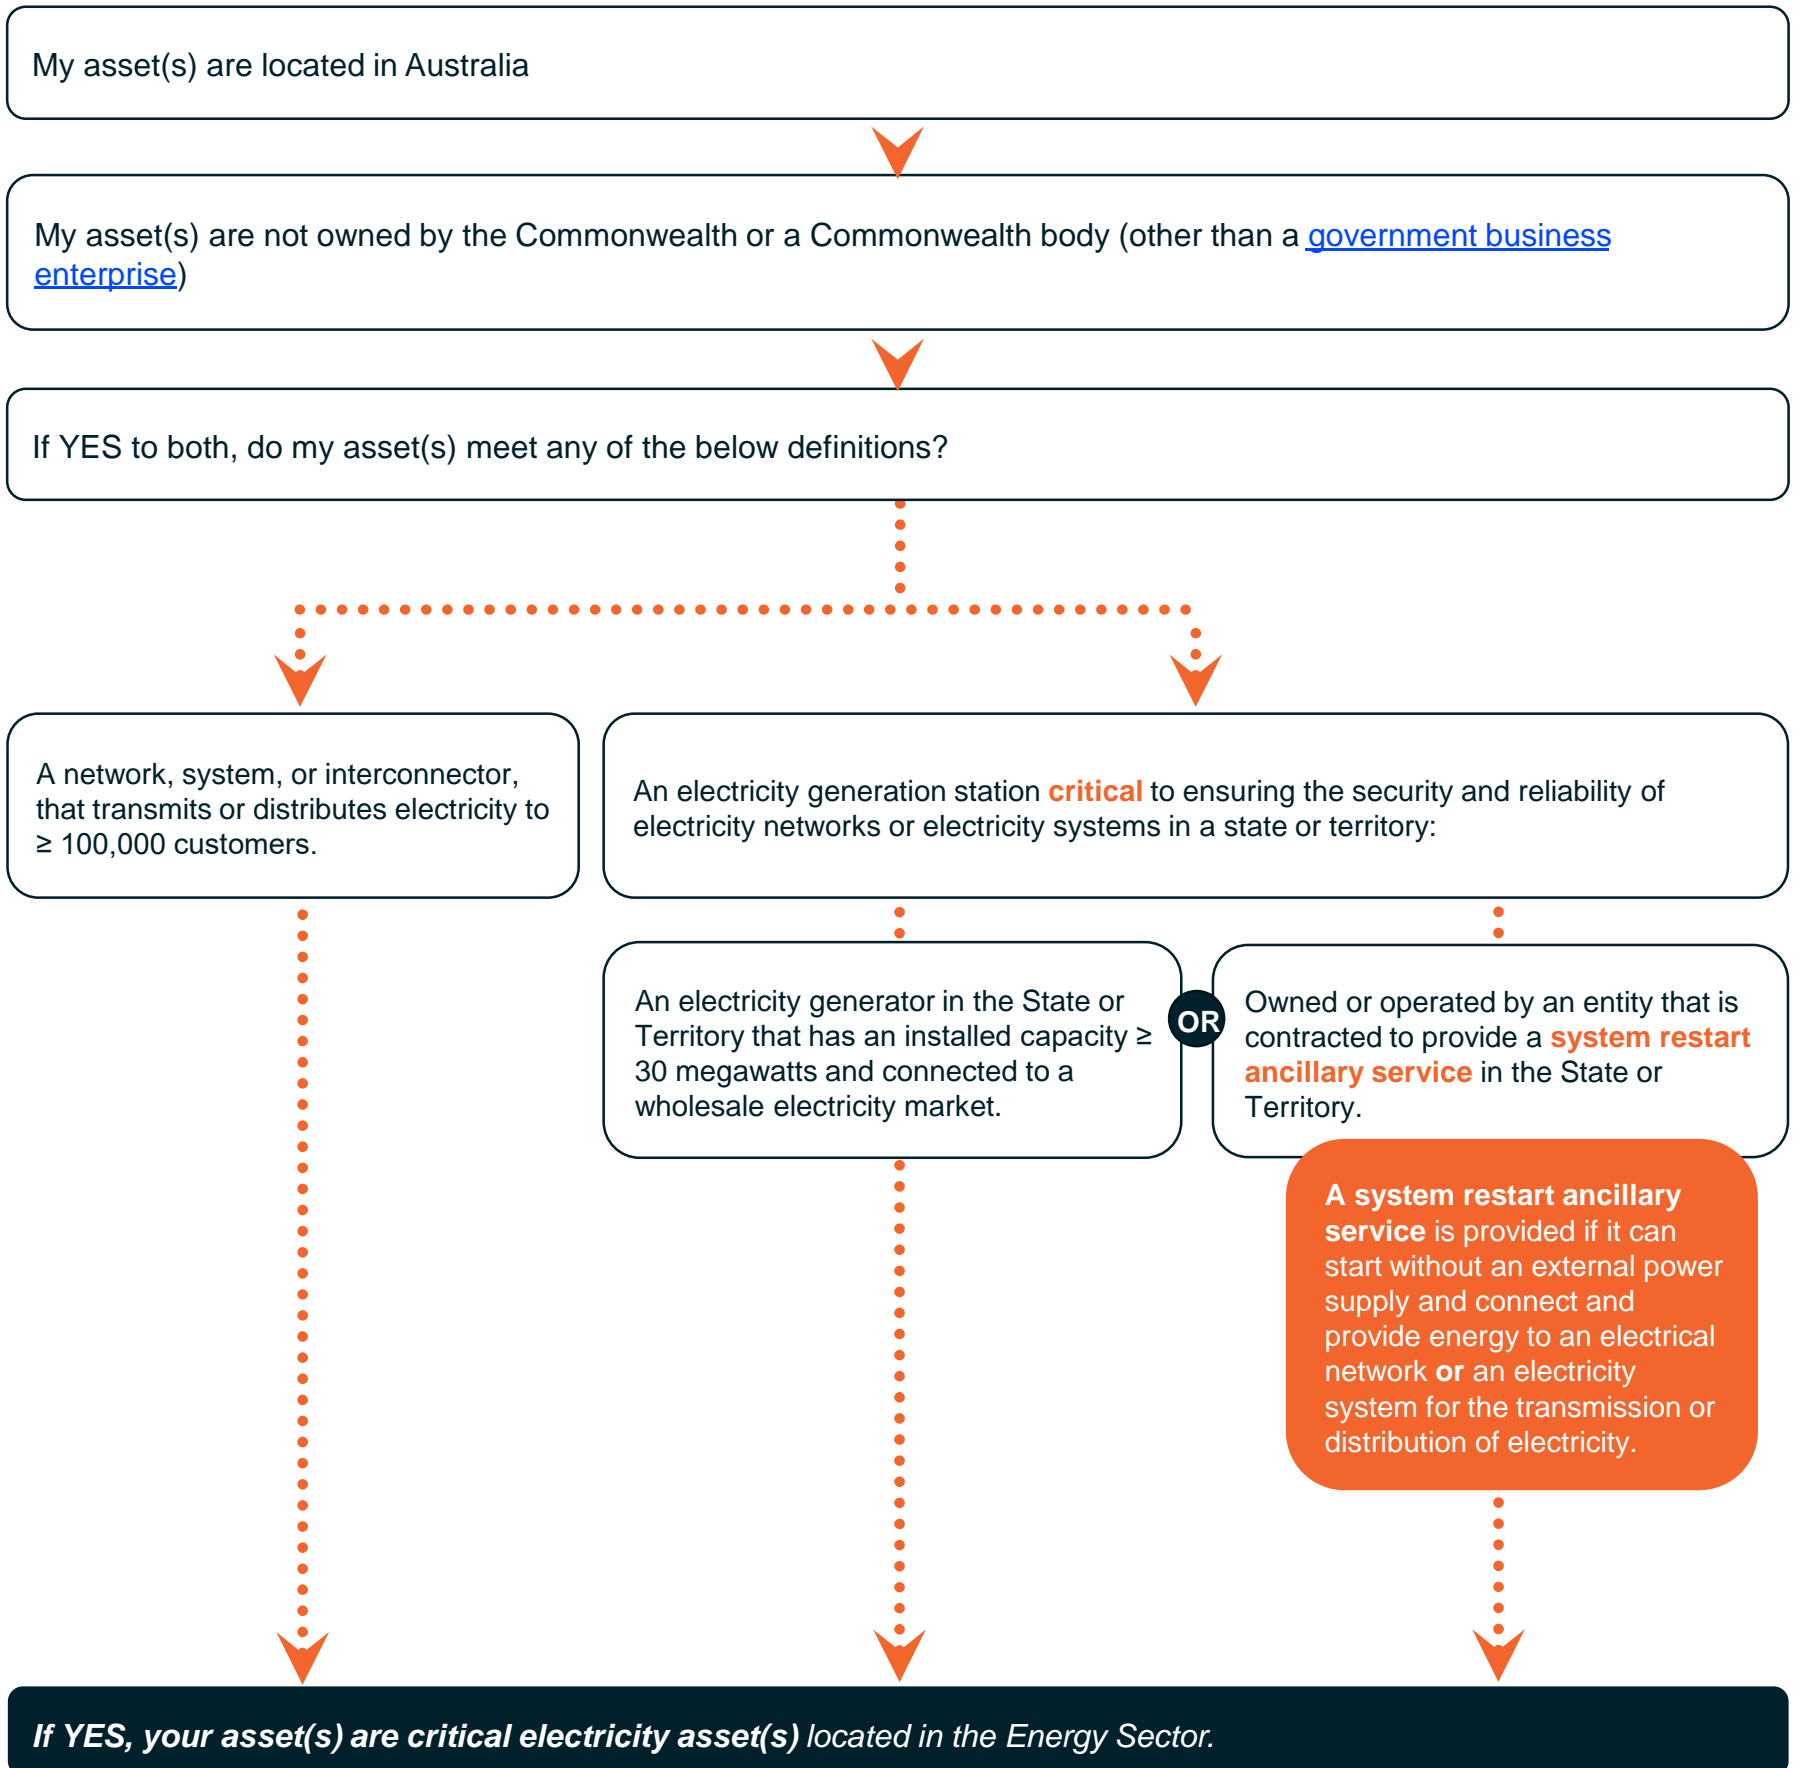 My asset(s) are located in Australia
My asset(s) are not owned by the Commonwealth or a Commonwealth body (other than a government business
enterprise)
If YES to both, do my asset(s) meet any of the below definitions?
A network, system, or interconnector,
that transmits or distributes electricity to
≥ 100,000 customers.
An electricity generation station critical to ensuring the security and reliability of
electricity networks or electricity systems in a state or territory:
An electricity generator in the State or
Territory that has an installed capacity ≥
30 megawatts and connected to a
wholesale electricity market.
OR
Owned or operated by an entity that is
contracted to provide a system restart
ancillary service in the State or
Territory.
A system restart ancillary
service is provided if it can
start without an external power
supply and connect and
provide energy to an electrical
network or an electricity
system for the transmission or
distribution of electricity.
If YES, your asset(s) are critical electricity asset(s) located in the Energy Sector.